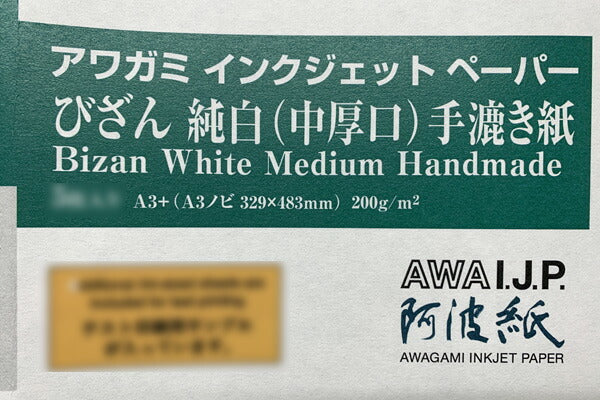 アワガミ インクジェット ペーパー
びざん 純白（中厚口）手漉き紙
Bizan White Medium Handmade
A3+（A3ノビ 329×483mm） 200g/m²
AWA I.J.P.
阿波紙
AWAGAMI INKJET PAPER